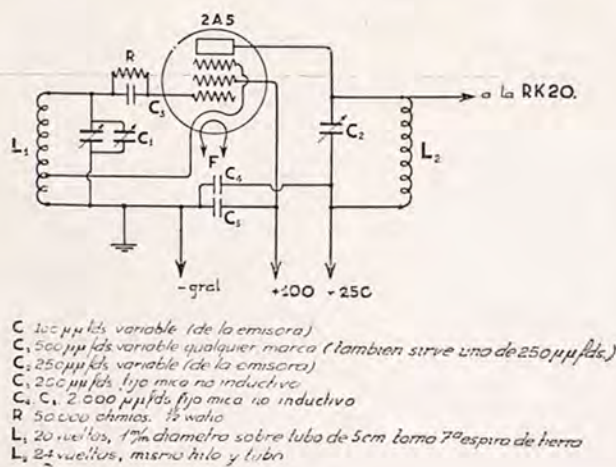 2A5
R
C₃
a la RK20.
C₁
C₂
L₁
L₂
F
C₄
C₅
-gral
+100
+250
C 100 μμfds variable (de la emisora)
C₁ 500 μμfds variable qualquier marca (tambien sirve uno de 250 μμfds.)
C₂ 250 μμfds variable (de la emisora)
C₃ 200 μμfds fijo mica no inductivo
C₄ C₅ 2.000 μμfds fijo mica no inductivo
R 50.000 ohmios. ½ watio
L₁ 20 vueltas, 1m/m diametro sobre tubo de 5cm toma 7ª espira de tierra
L₂ 24 vueltas, mismo hilo y tubo